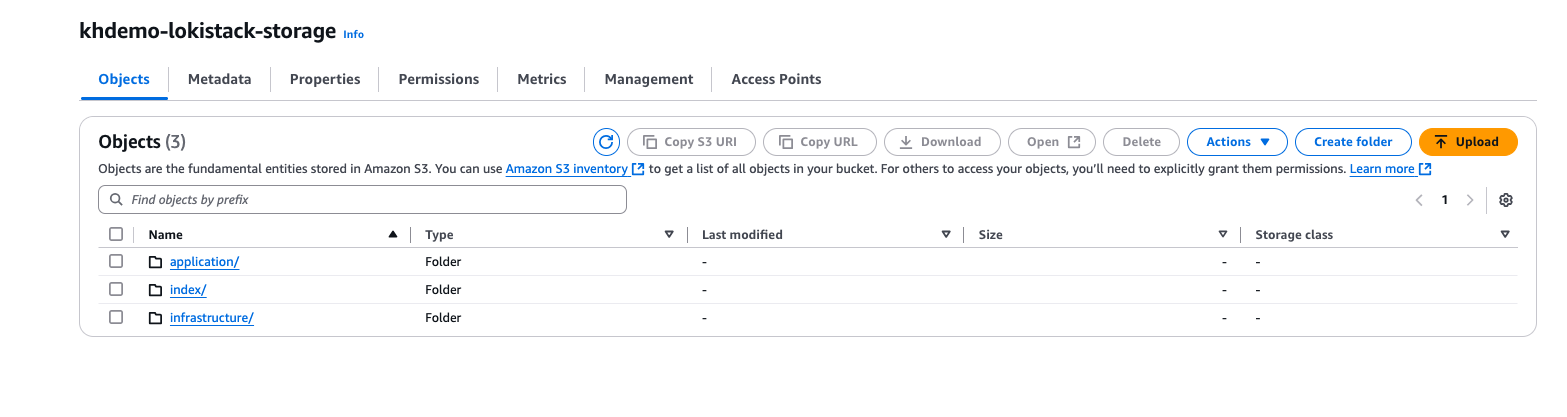 khdemo-lokistack-storage Info
Objects Metadata Properties Permissions Metrics Management Access Points
Objects (3) Copy S3 URI Copy URL Download Open Delete Actions Create folder Upload
Objects are the fundamental entities stored in Amazon S3. You can use Amazon S3 inventory to get a list of all objects in your bucket. For others to access your objects, you'll need to explicitly grant them permissions. Learn more
Find objects by prefix 1
Name Type Last modified Size Storage class
application/ Folder - - -
index/ Folder - - -
infrastructure/ Folder - - -